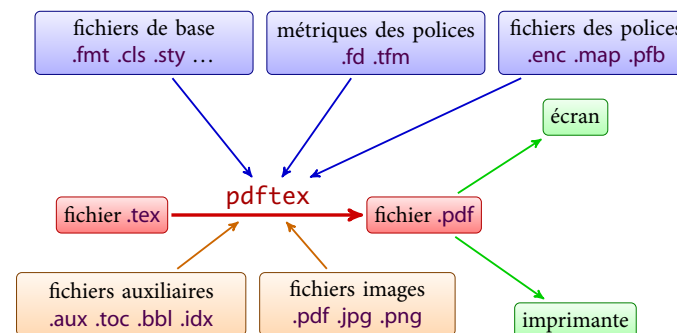 fichiers de base
.fmt .cls .sty …
métriques des polices
.fd .tfm
fichiers des polices
.enc .map .pfb
écran
pdftex
fichier .tex
fichier .pdf
fichiers auxiliaires
.aux .toc .bbl .idx
fichiers images
.pdf .jpg .png
imprimante